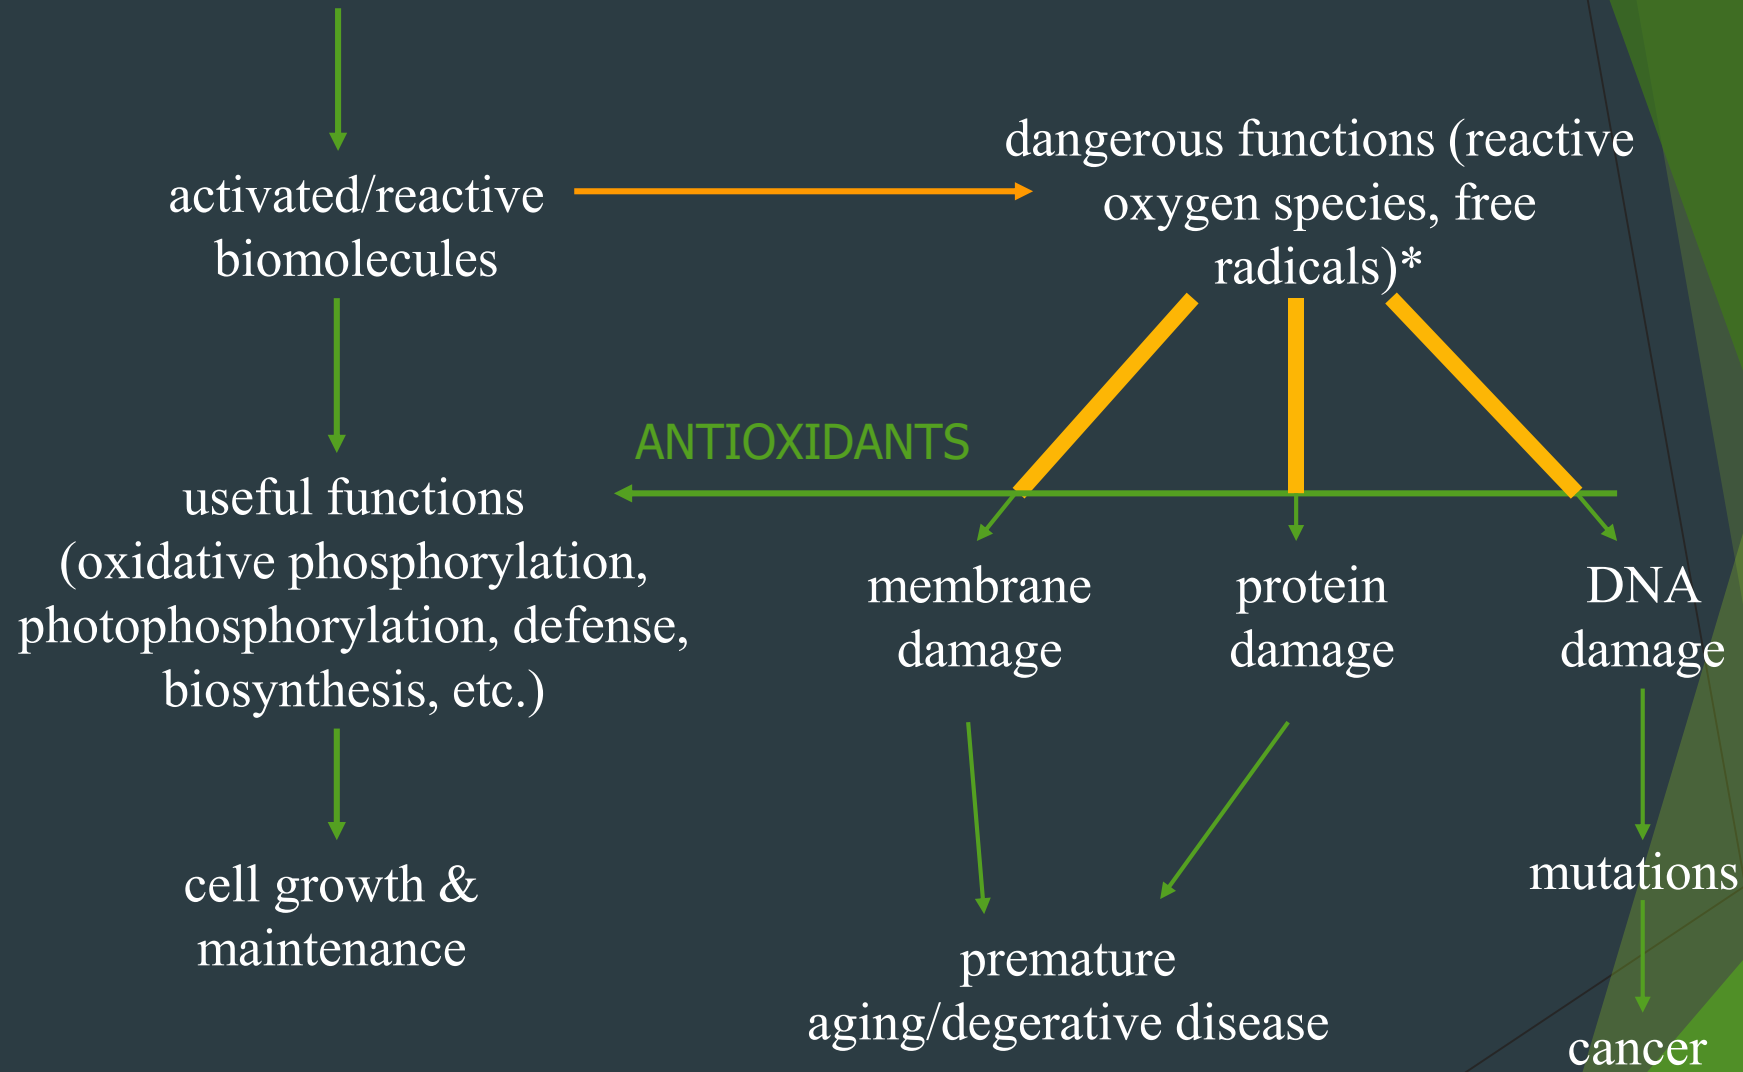 activated/reactive
biomolecules
dangerous functions (reactive
oxygen species, free
radicals)*
ANTIOXIDANTS
useful functions
(oxidative phosphorylation,
photophosphorylation, defense,
biosynthesis, etc.)
membrane
damage
protein
damage
DNA
damage
cell growth &
maintenance
mutations
premature
aging/degerative disease
cancer